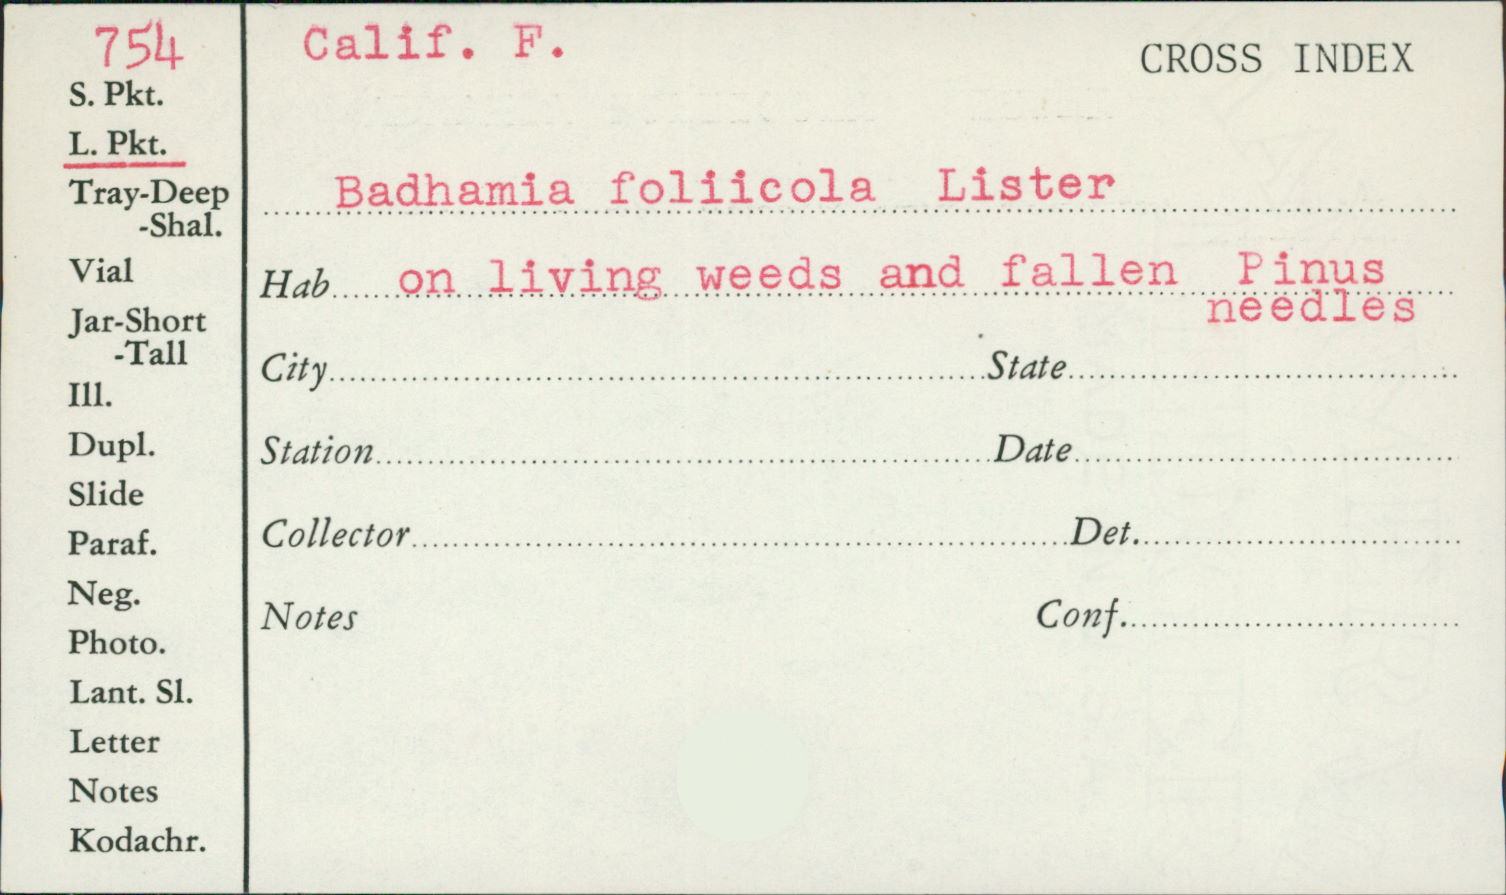 754
S. Pkt.
L. Pkt.
Tray-Deep
-Shal.
Vial
Jar-Short
-Tall
Ill.
Dupl.
Slide
Paraf.
Neg.
Photo.
Lant. Sl.
Letter
Notes
Kodachr.
Calif. F.
CROSS INDEX
Badhamia foliicola Lister
Hab on living weeds and fallen Pinus
needles
City State
Station Date
Collector Det.
Notes Conf.